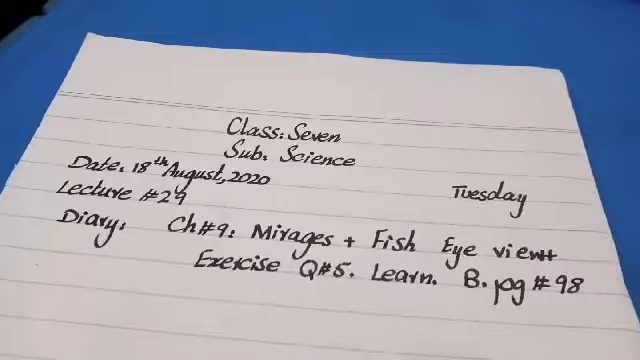 Class: Seven
Sub: Science
Date: 18th August, 2020
Tuesday
Lecture #29
Diary: Ch#9: Mirages + Fish Eye view+
Exercise Q#5. Learn. B. pg # 98